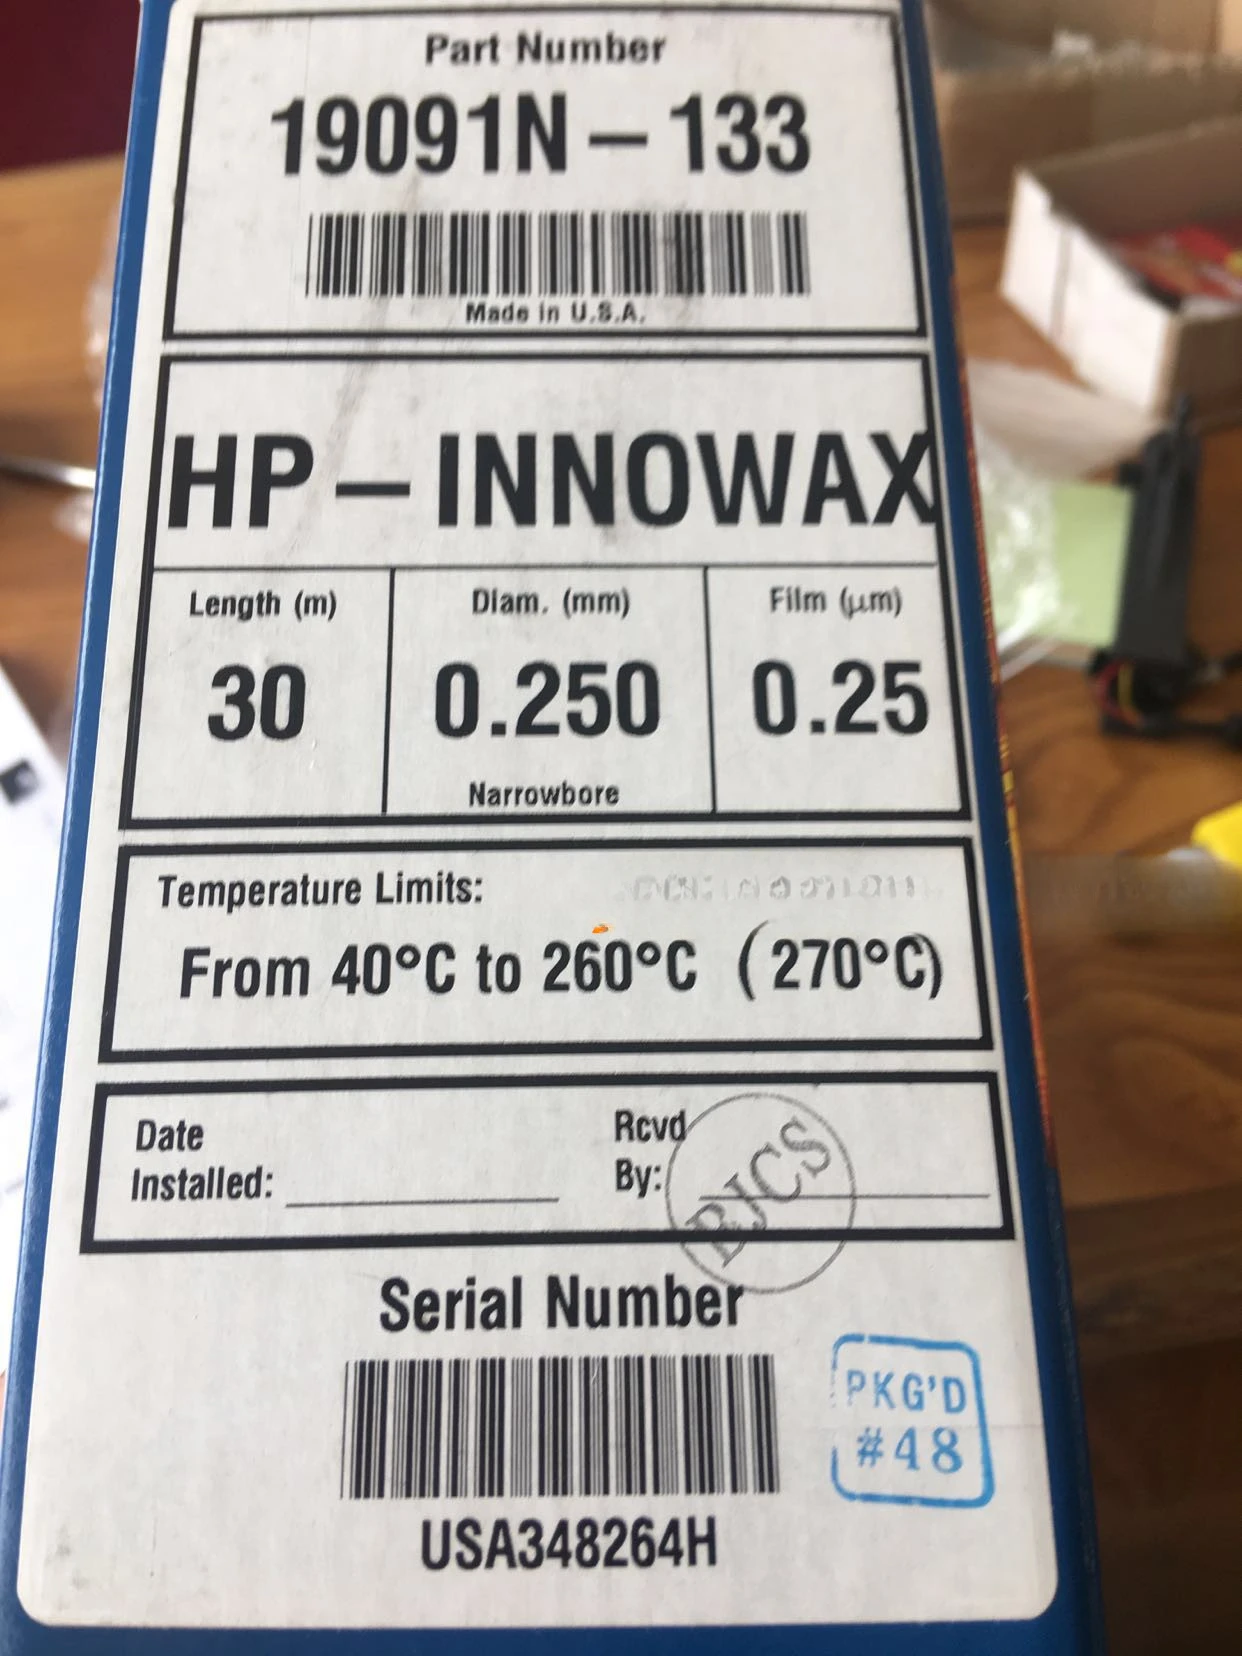 Part Number
19091N – 133
Made in U.S.A.
HP – INNOWAX
Length (m) Diam. (mm) Film (μm)
30 0.250 0.25
Narrowbore
Temperature Limits:
From 40°C to 260°C (270°C)
Date Rcvd
Installed: By:
BJCS
Serial Number
PKG'D
#48
USA348264H